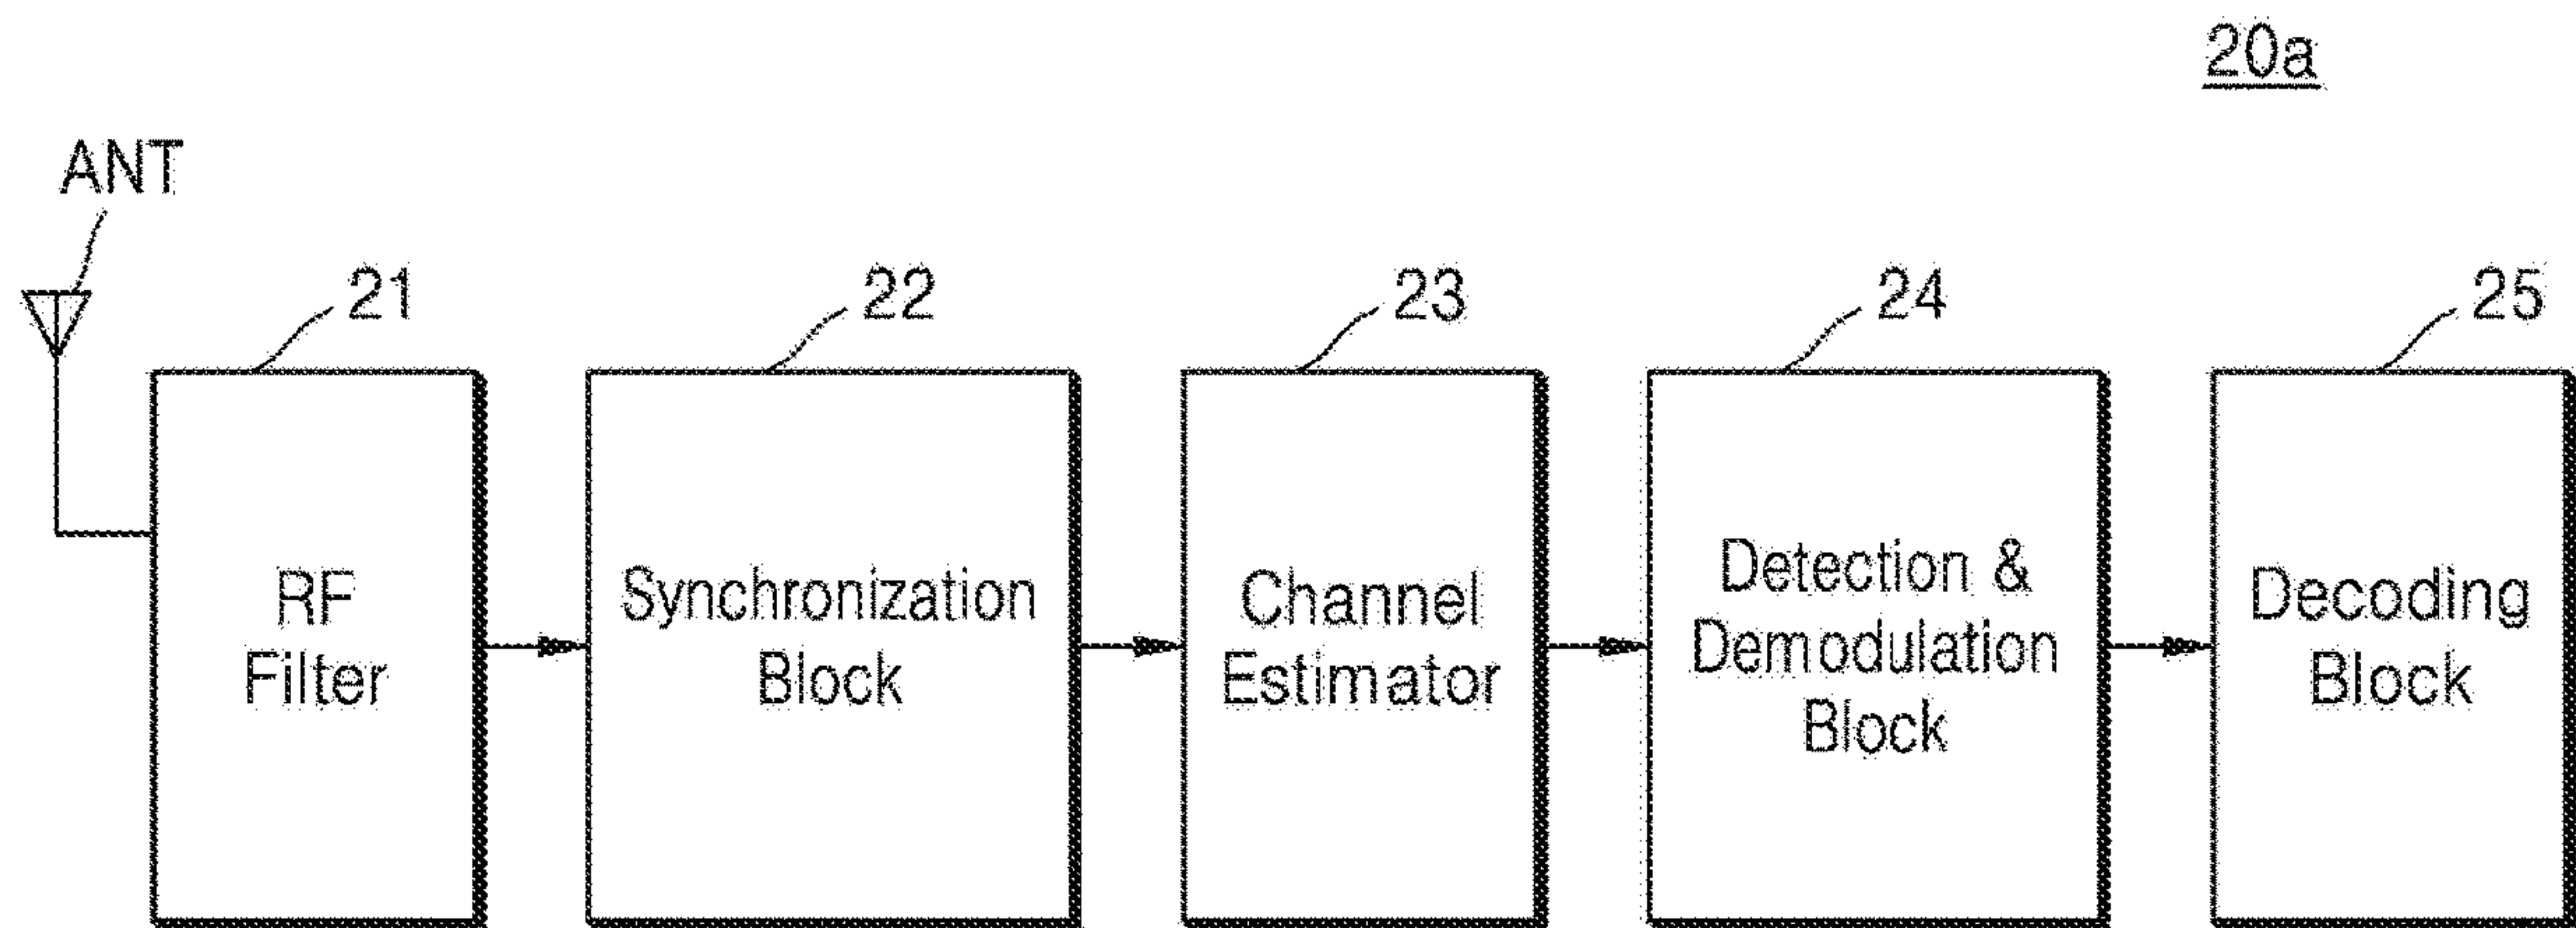 20a
ANT
21
22
23
24
25
RF
Filter
Synchronization
Block
Channel
Estimator
Detection &
Demodulation
Block
Decoding
Block